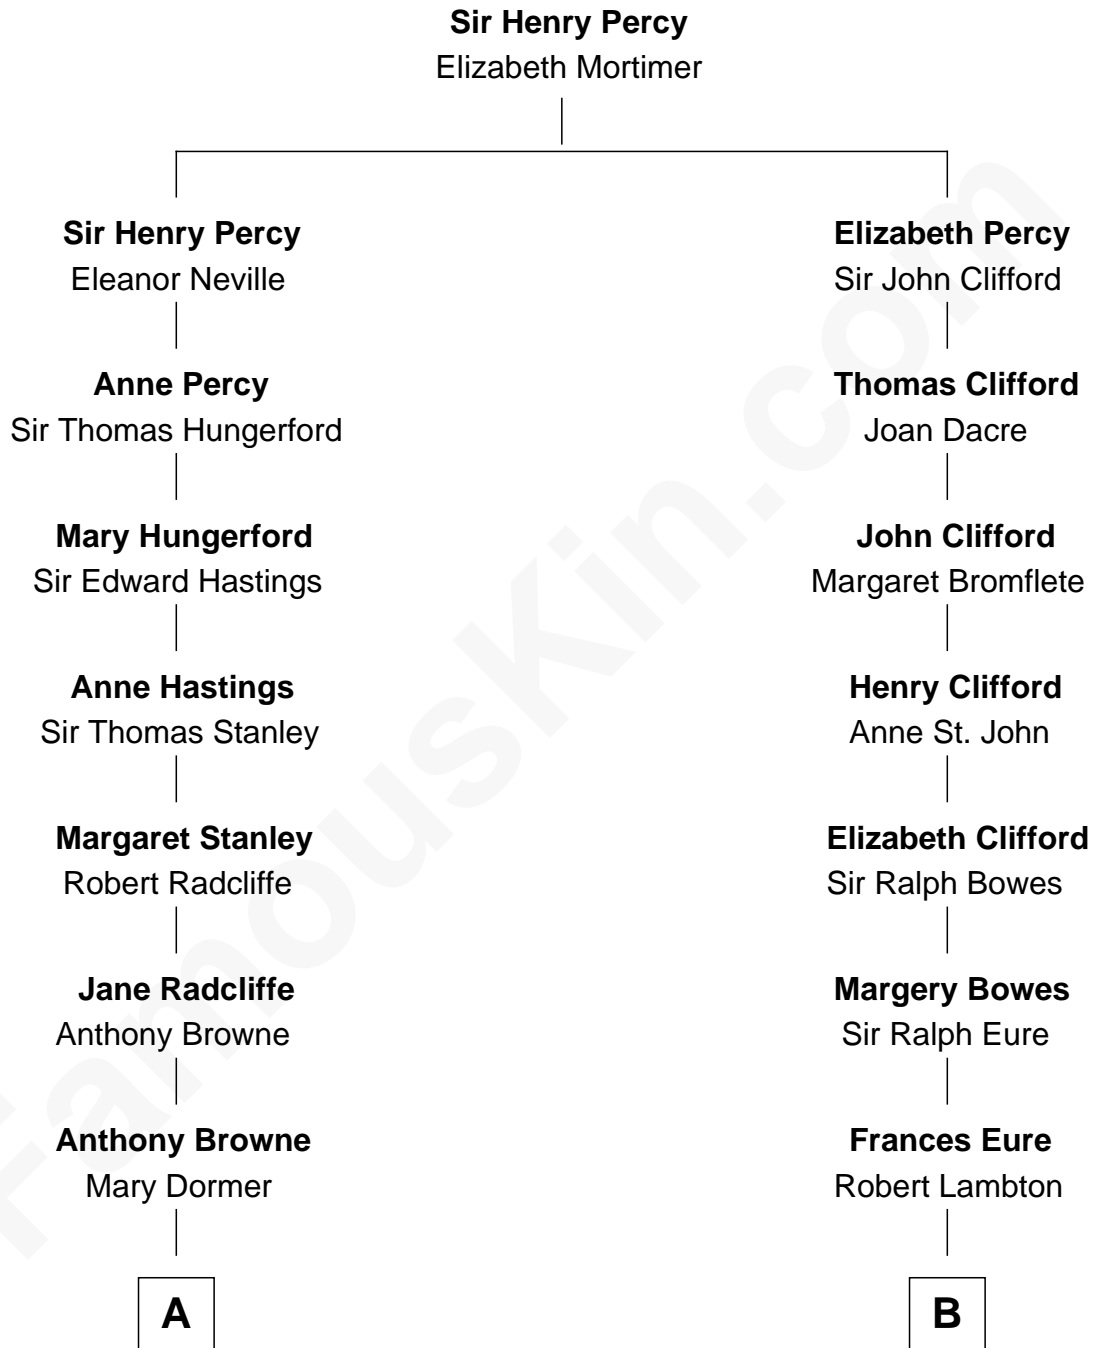 Sir Henry Percy
Elizabeth Mortimer
Sir Henry Percy
Eleanor Neville
Anne Percy
Sir Thomas Hungerford
Mary Hungerford
Sir Edward Hastings
Anne Hastings
Sir Thomas Stanley
Margaret Stanley
Robert Radcliffe
Jane Radcliffe
Anthony Browne
Anthony Browne
Mary Dormer
A
Elizabeth Percy
Sir John Clifford
Thomas Clifford
Joan Dacre
John Clifford
Margaret Bromflete
Henry Clifford
Anne St. John
Elizabeth Clifford
Sir Ralph Bowes
Margery Bowes
Sir Ralph Eure
Frances Eure
Robert Lambton
B
FamousKin.com